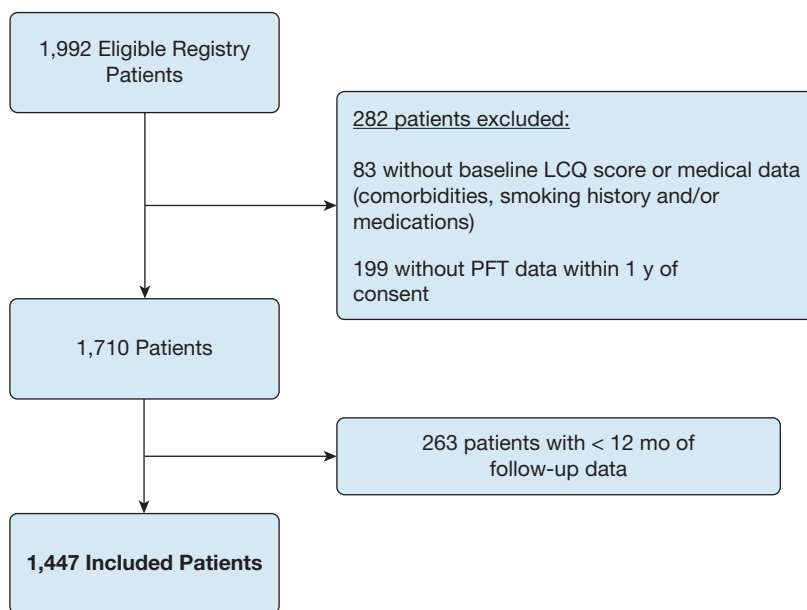 1,992 Eligible Registry
Patients
282 patients excluded:
83 without baseline LCQ score or medical data
(comorbidities, smoking history and/or
medications)
199 without PFT data within 1 y of
consent
1,710 Patients
263 patients with < 12 mo of
follow-up data
1,447 Included Patients